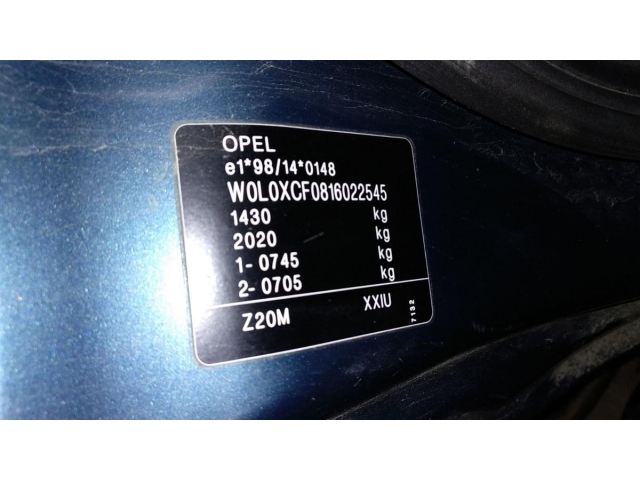 OPEL
e1*98/14*0148
W0L0XCF0816022545
1430 kg
2020 kg
1- 0745 kg
2- 0705 kg
Z20M XXIU
7132